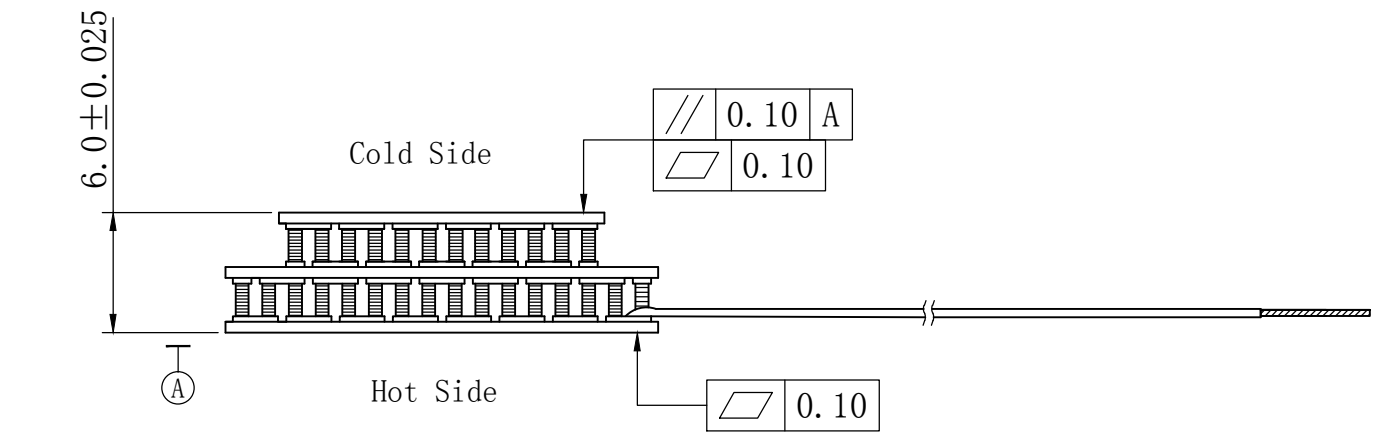 6.0±0.025
// 0.10 A
Cold Side
⏥ 0.10
A
Hot Side
⏥ 0.10